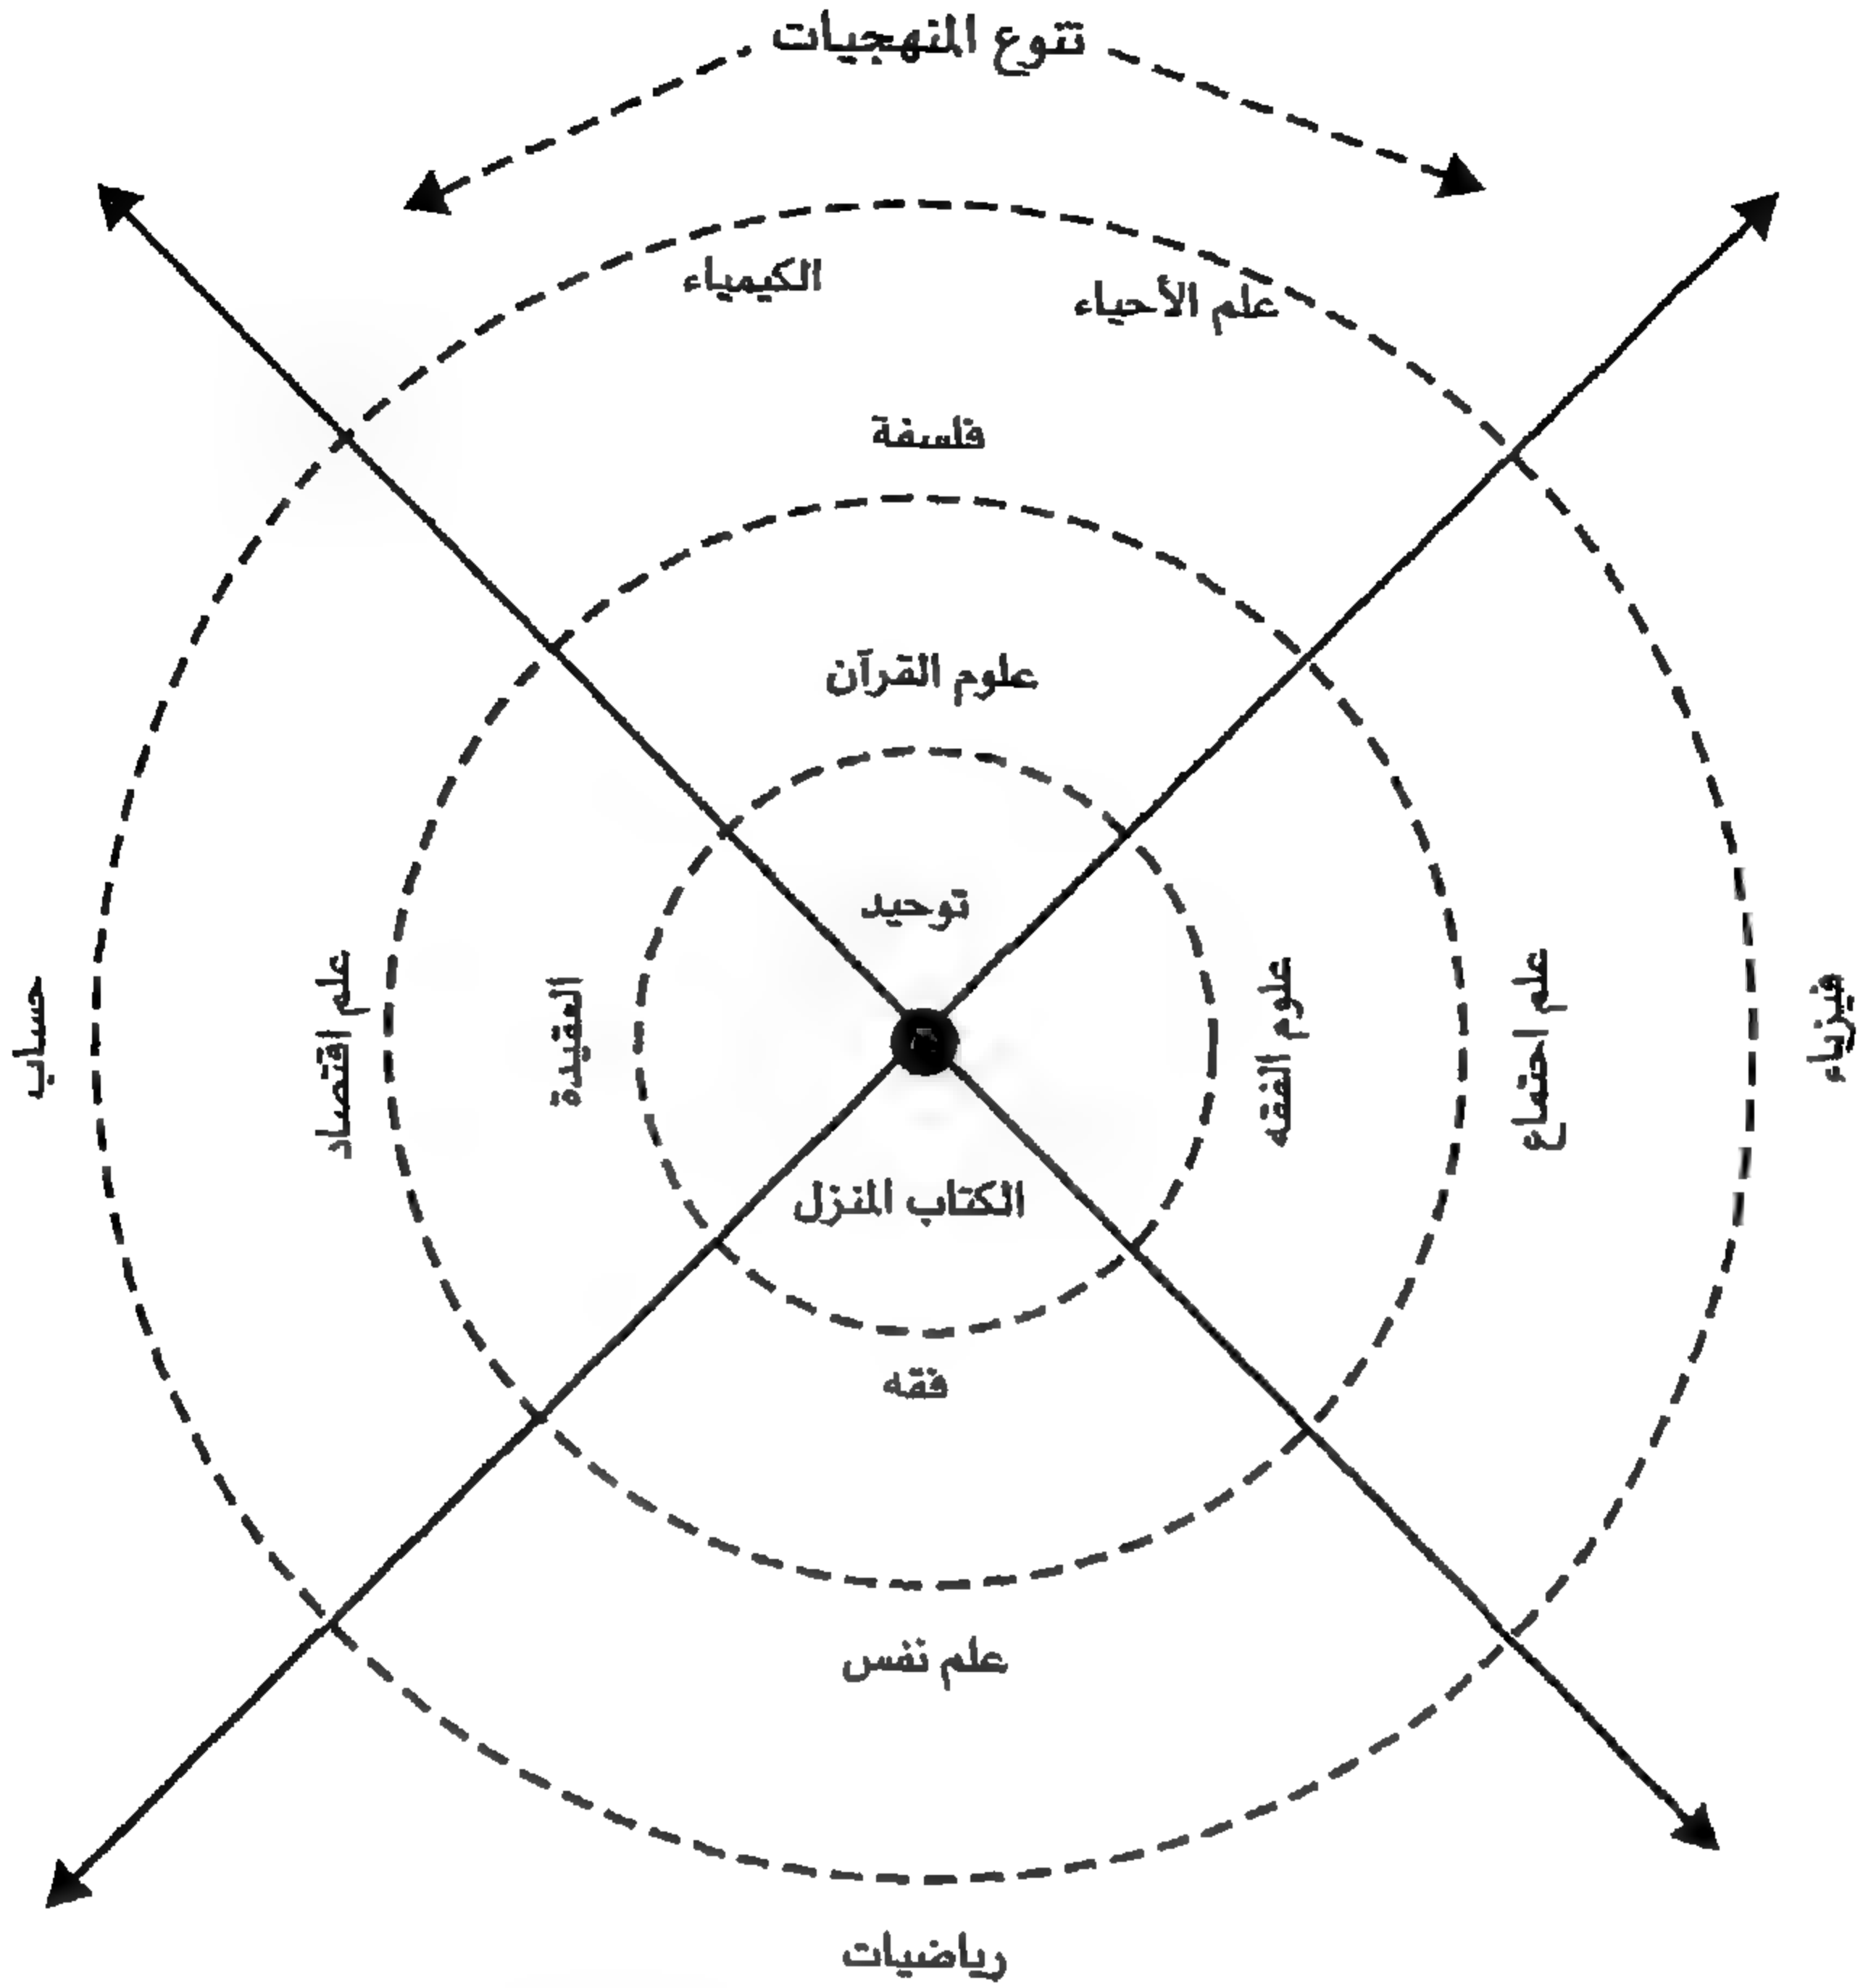 تنوع المنهجيات
علم الأحياء
الكيمياء
فلسفة
علوم القرآن
توحيد
فيزياء
علم اجتماع
علوم الفقه
العقيدة
علم اقتصاد
حساب
الكتاب المنزل
فقه
علم نفس
رياضيات